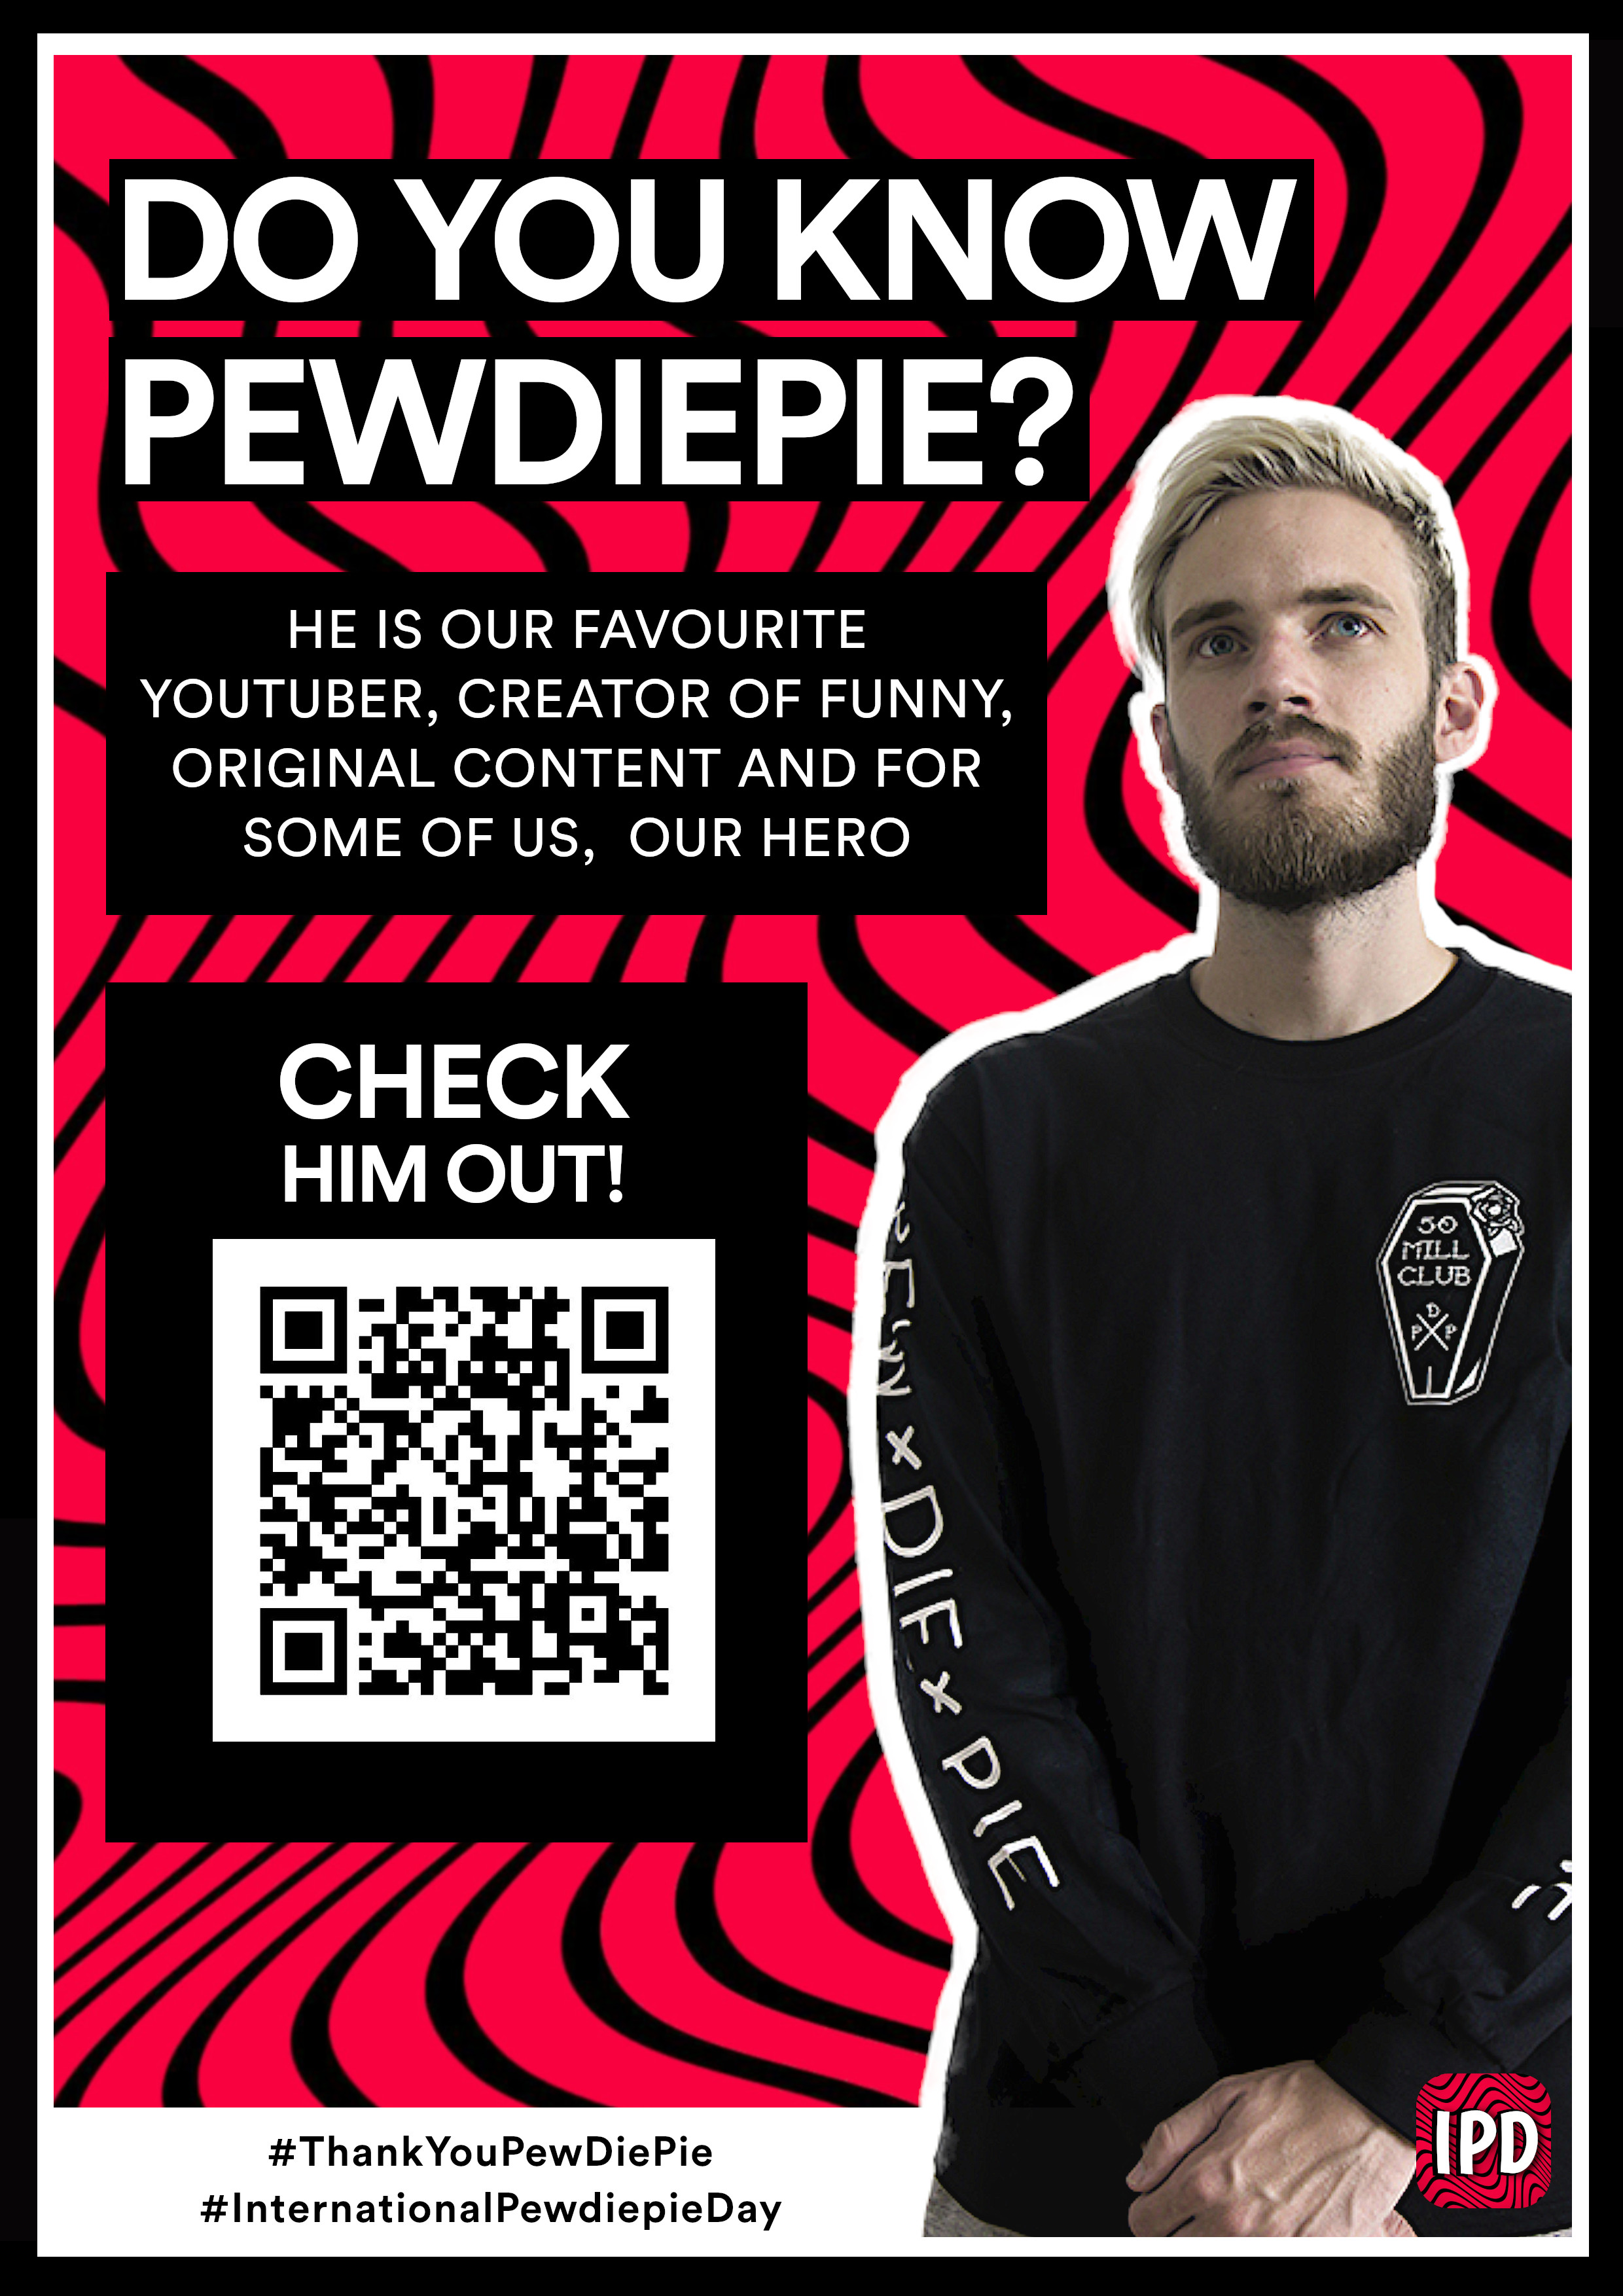 DO YOU KNOW
PEWDIEPIE?
HE IS OUR FAVOURITE
YOUTUBER, CREATOR OF FUNNY,
ORIGINAL CONTENT AND FOR
SOME OF US, OUR HERO
CHECK
HIM OUT!
50
MILL
CLUB
P D P
x DIE x PIE
#ThankYouPewDiePie
#InternationalPewdiepieDay
IPD